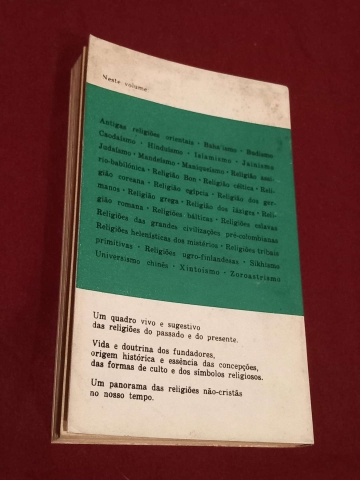 Neste volume
Antigas religiões orientais · Baha'ismo · Budismo
Caodaísmo · Hinduísmo · Islamismo · Jainismo
Judaísmo · Mandeísmo · Maniqueísmo · Religião assí-
rio-babilónica · Religião Bon · Religião céltica · Reli-
gião coreana · Religião egípcia · Religião dos ger-
manos · Religião grega · Religião dos iáziges · Reli-
gião romana · Religiões bálticas · Religiões eslavas
Religiões das grandes civilizações pré-colombianas
Religiões helenísticas dos mistérios · Religiões tribais
primitivas · Religiões ugro-finlandesas · Sikhismo
Universismo chinês · Xintoísmo · Zoroastrismo
Um quadro vivo e sugestivo
das religiões do passado e do presente.
Vida e doutrina dos fundadores,
origem histórica e essência das concepções,
das formas de culto e dos símbolos religiosos.
Um panorama das religiões não-cristãs
no nosso tempo.